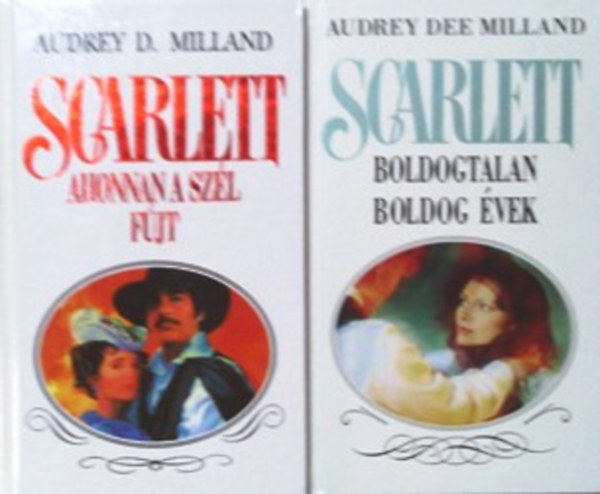 AUDREY D. MILLAND
SCARLETT
AHONNAN A SZÉL
FÚJT
AUDREY DEE MILLAND
SCARLETT
BOLDOGTALAN
BOLDOG ÉVEK